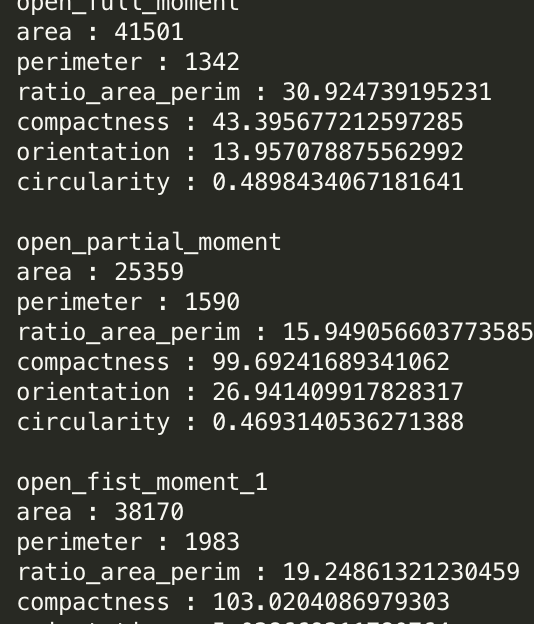 open_full_moment
area : 41501
perimeter : 1342
ratio_area_perim : 30.924739195231
compactness : 43.395677212597285
orientation : 13.957078875562992
circularity : 0.4898434067181641
open_partial_moment
area : 25359
perimeter : 1590
ratio_area_perim : 15.949056603773585
compactness : 99.69241689341062
orientation : 26.941409917828317
circularity : 0.4693140536271388
open_fist_moment_1
area : 38170
perimeter : 1983
ratio_area_perim : 19.24861321230459
compactness : 103.0204086979303